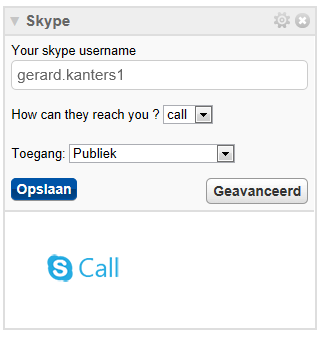 Skype
Your skype username
gerard.kanters1
How can they reach you ? call
Toegang: Publiek
Opslaan Geavanceerd
S Call